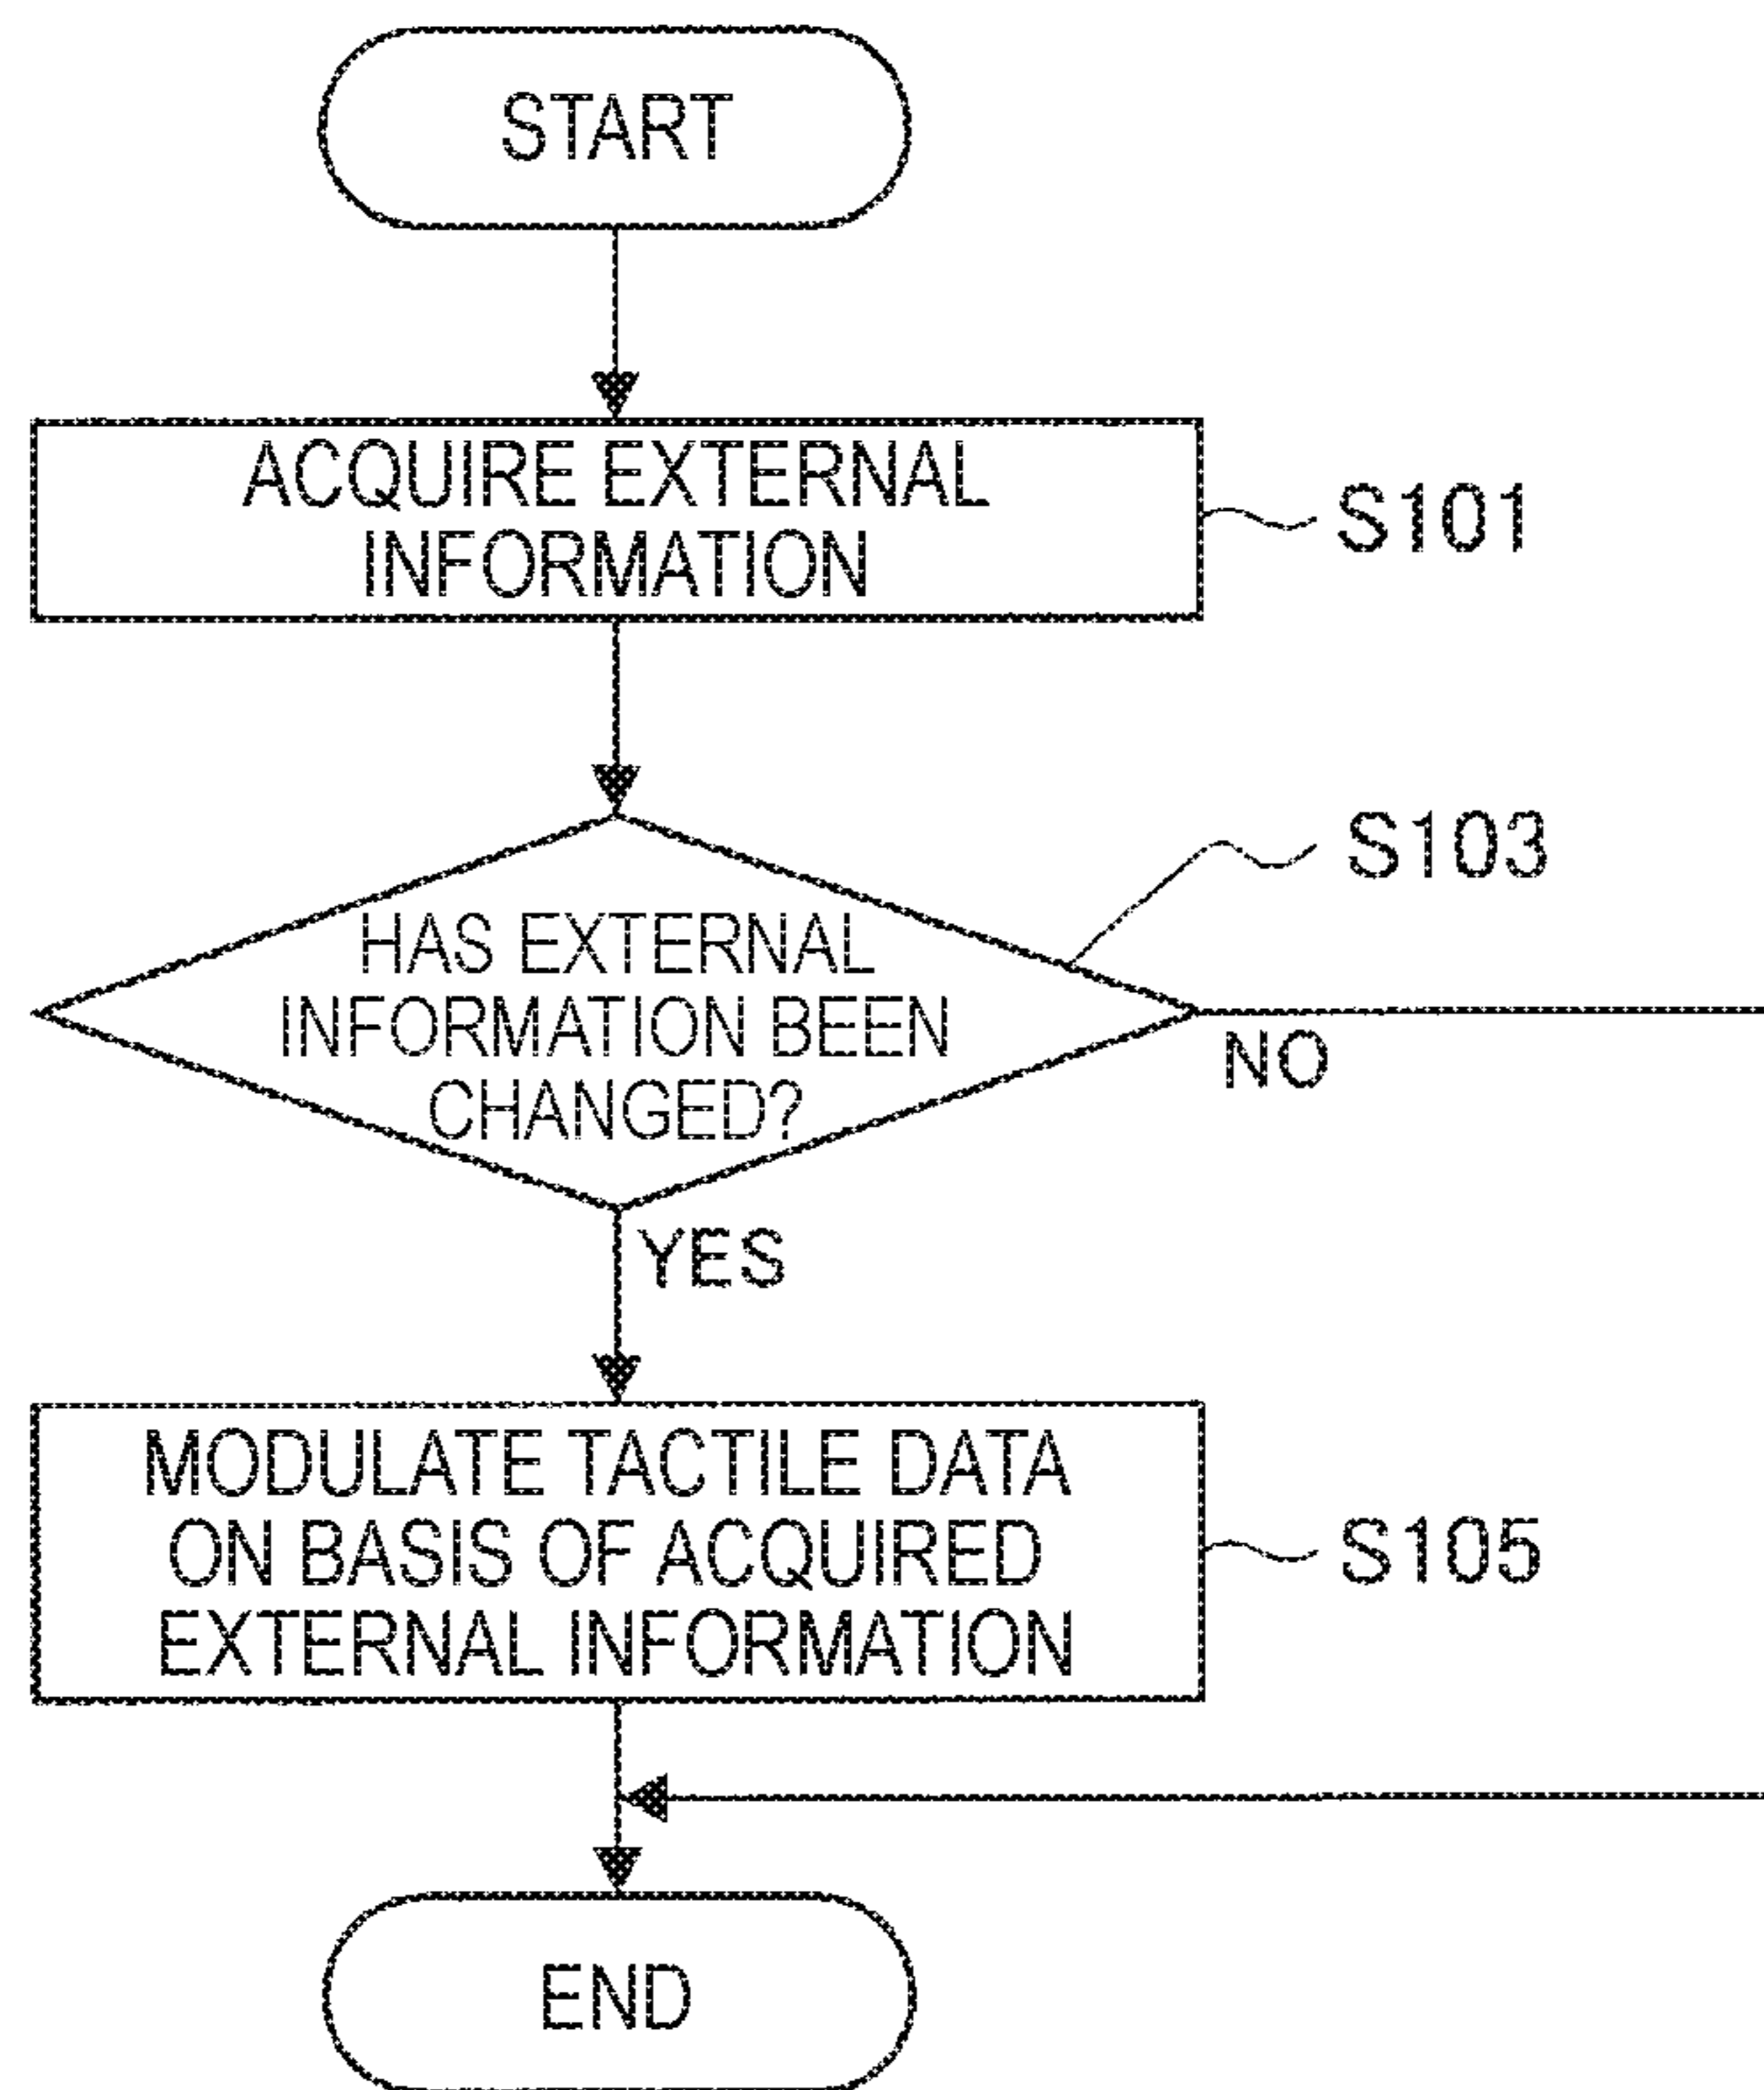 START
ACQUIRE EXTERNAL
INFORMATION
S101
S103
HAS EXTERNAL
INFORMATION BEEN
CHANGED?
NO
YES
MODULATE TACTILE DATA
ON BASIS OF ACQUIRED
EXTERNAL INFORMATION
S105
END